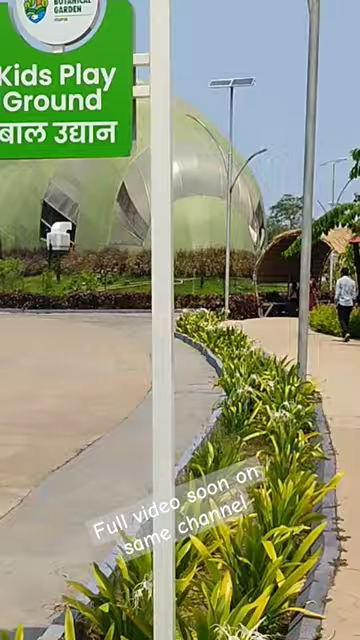 BOTANICAL
GARDEN
Kids Play
Ground
बाल उद्यान
Full video soon on
same channel